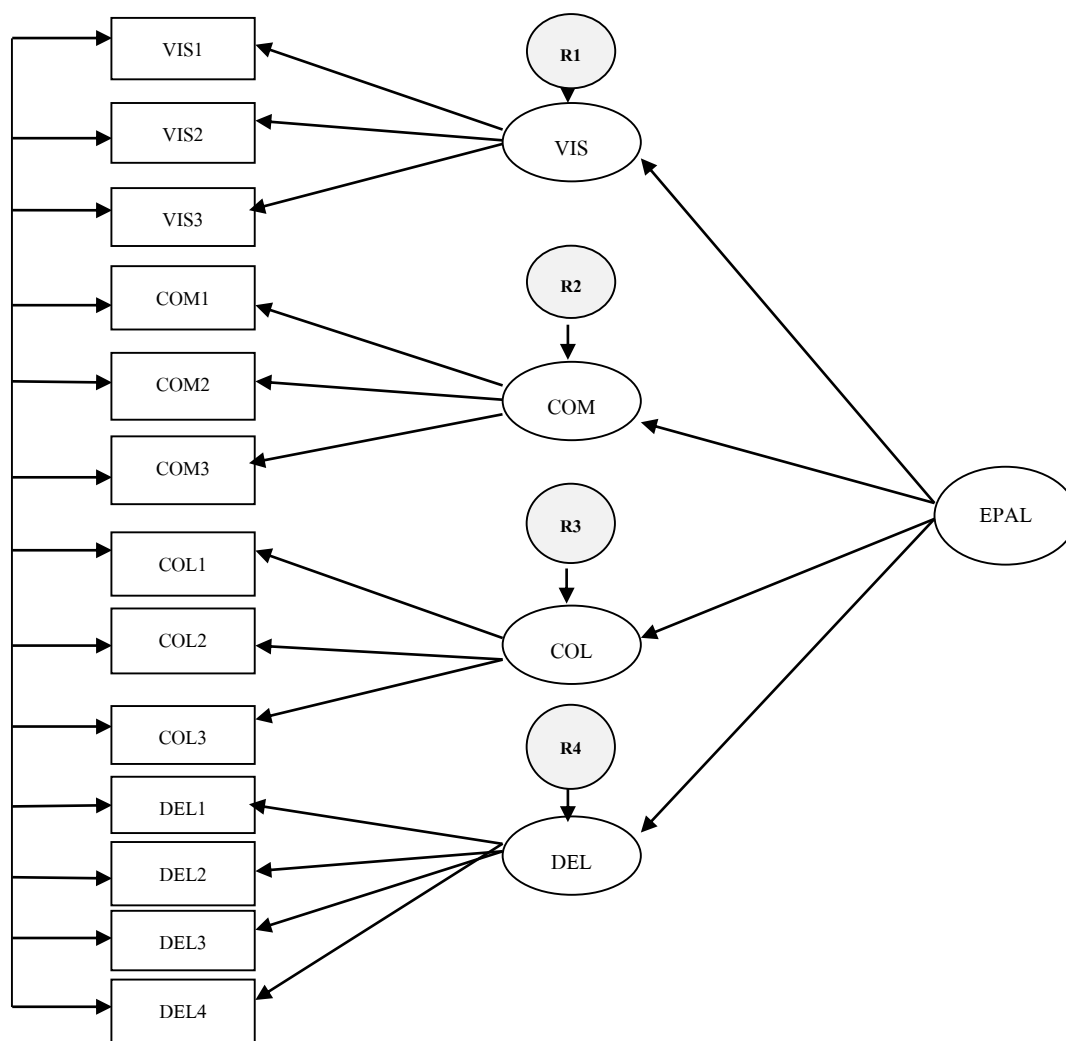 VIS1
VIS2
VIS3
COM1
COM2
COM3
COL1
COL2
COL3
DEL1
DEL2
DEL3
DEL4
R1
VIS
R2
COM
R3
COL
R4
DEL
EPAL